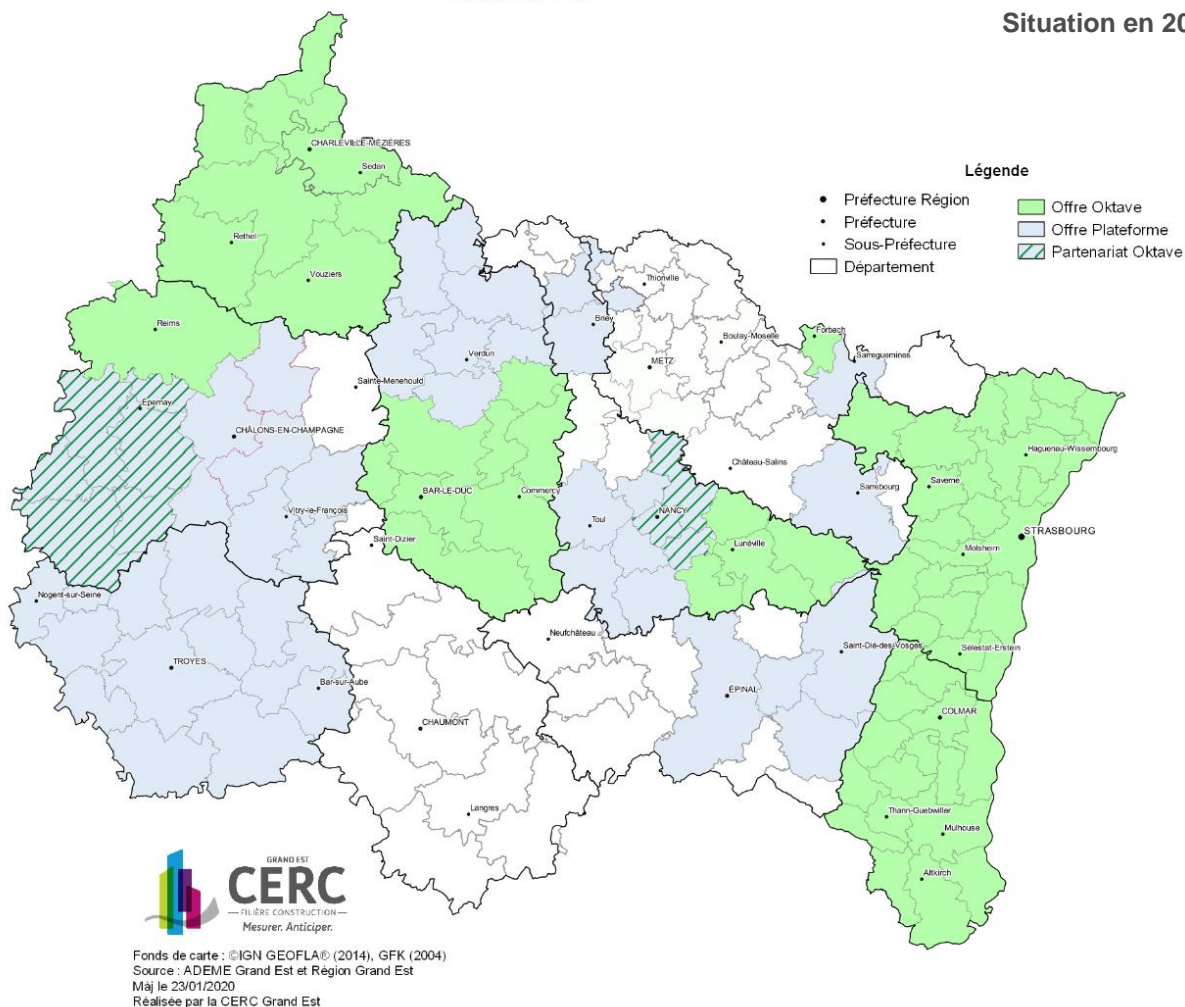 Situation en 20
CHARLEVILLE-MÉZIÈRES
Sedan
Rethel
Vouziers
Légende
Préfecture Région
Préfecture
Sous-Préfecture
Département
Offre Oktave
Offre Plateforme
Partenariat Oktave
Reims
Thionville
Briey
Boulay-Moselle
Forbach
Verdun
METZ
Sarreguemines
Sainte-Menehould
Epernay
CHÂLONS-EN-CHAMPAGNE
Château-Salins
Haguenau-Wissembourg
Saverne
Sarrebourg
BAR-LE-DUC
Commercy
Vitry-le-François
Toul
NANCY
STRASBOURG
Saint-Dizier
Lunéville
Molsheim
Nogent-sur-Seine
Neufchâteau
Saint-Dié-des-Vosges
Sélestat-Erstein
TROYES
Bar-sur-Aube
ÉPINAL
COLMAR
CHAUMONT
Langres
Thann-Guebwiller
Mulhouse
Altkirch
GRAND EST
CERC
FILIÈRE CONSTRUCTION
Mesurer. Anticiper.
Fonds de carte : ©IGN GEOFLA® (2014), GFK (2004)
Source : ADEME Grand Est et Région Grand Est
Màj le 23/01/2020
Réalisée par la CERC Grand Est